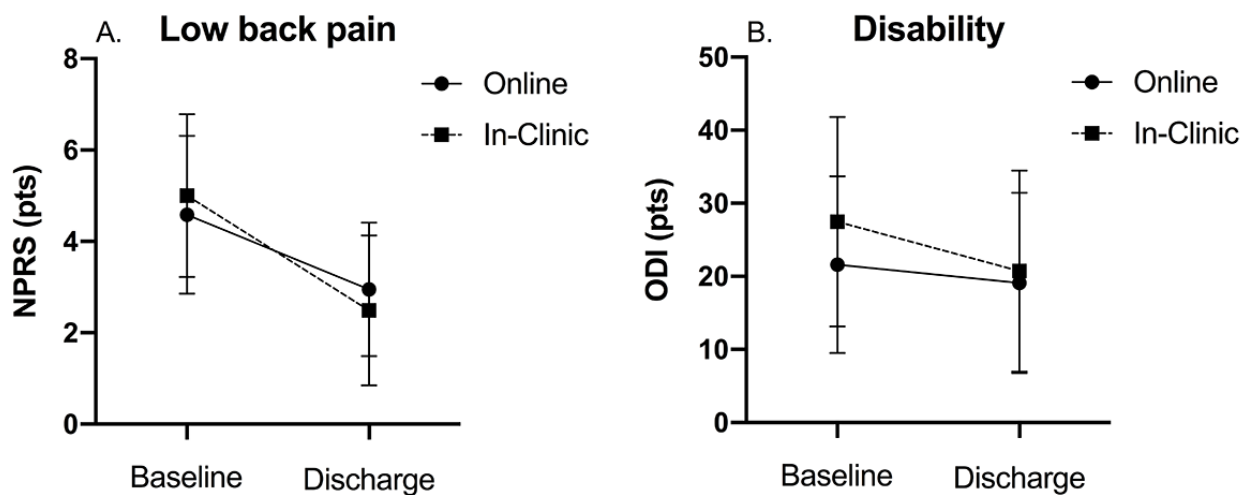 A. Low back pain
8
6
4
2
0
NPRS (pts)
Online
In-Clinic
Baseline
Discharge
B. Disability
50
40
30
20
10
0
ODI (pts)
Online
In-Clinic
Baseline
Discharge